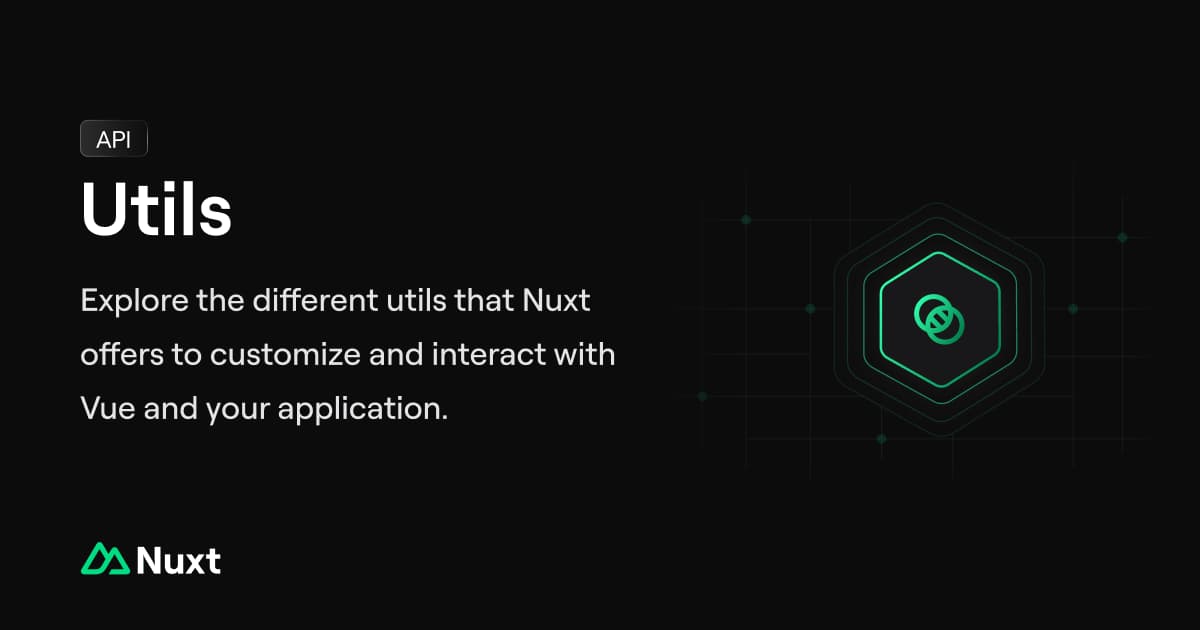 API
Utils
Explore the different utils that Nuxt
offers to customize and interact with
Vue and your application.
Nuxt